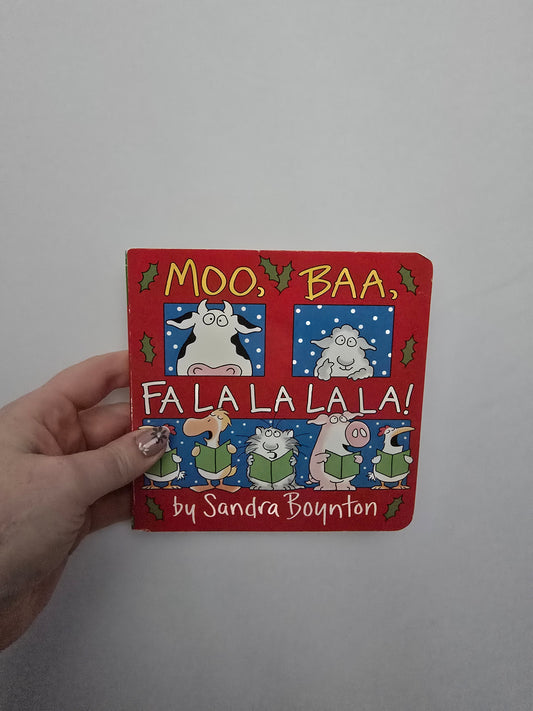 MOO, BAA,
FA LA LA LA LA!
by Sandra Boynton